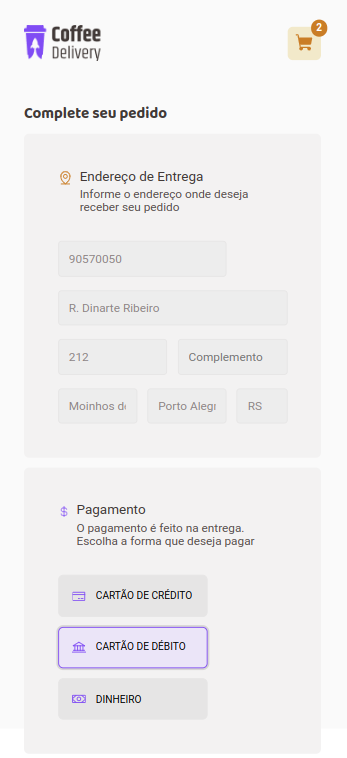 Coffee
Delivery
2
Complete seu pedido
Endereço de Entrega
Informe o endereço onde deseja
receber seu pedido
90570050
R. Dinarte Ribeiro
212
Complemento
Moinhos de
Porto Alegr
RS
$
Pagamento
O pagamento é feito na entrega.
Escolha a forma que deseja pagar
CARTÃO DE CRÉDITO
CARTÃO DE DÉBITO
DINHEIRO